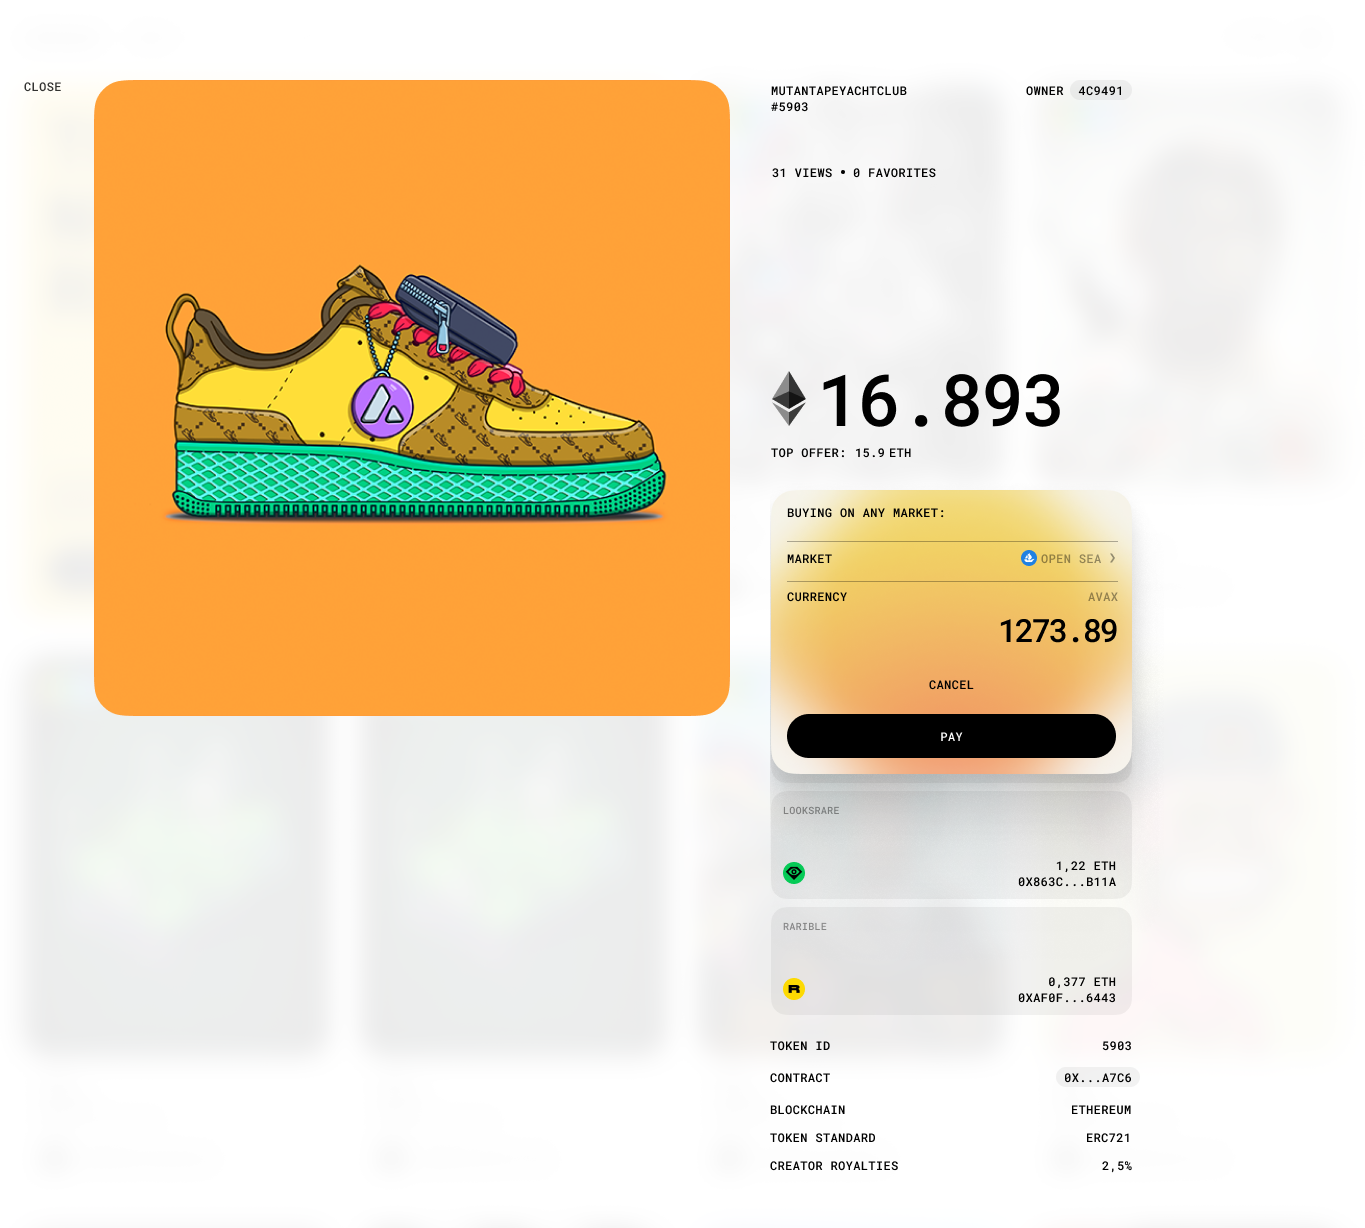 CLOSE
MUTANTAPEYACHTCLUB
#5903
OWNER 4C9491
31 VIEWS • 0 FAVORITES
16.893
TOP OFFER: 15.9 ETH
BUYING ON ANY MARKET:
MARKET OPEN SEA
CURRENCY AVAX
1273.89
CANCEL
PAY
LOOKSRARE
1,22 ETH
0X863C...B11A
RARIBLE
R
0,377 ETH
0XAF0F...6443
TOKEN ID 5903
CONTRACT 0X...A7C6
BLOCKCHAIN ETHEREUM
TOKEN STANDARD ERC721
CREATOR ROYALTIES 2,5%